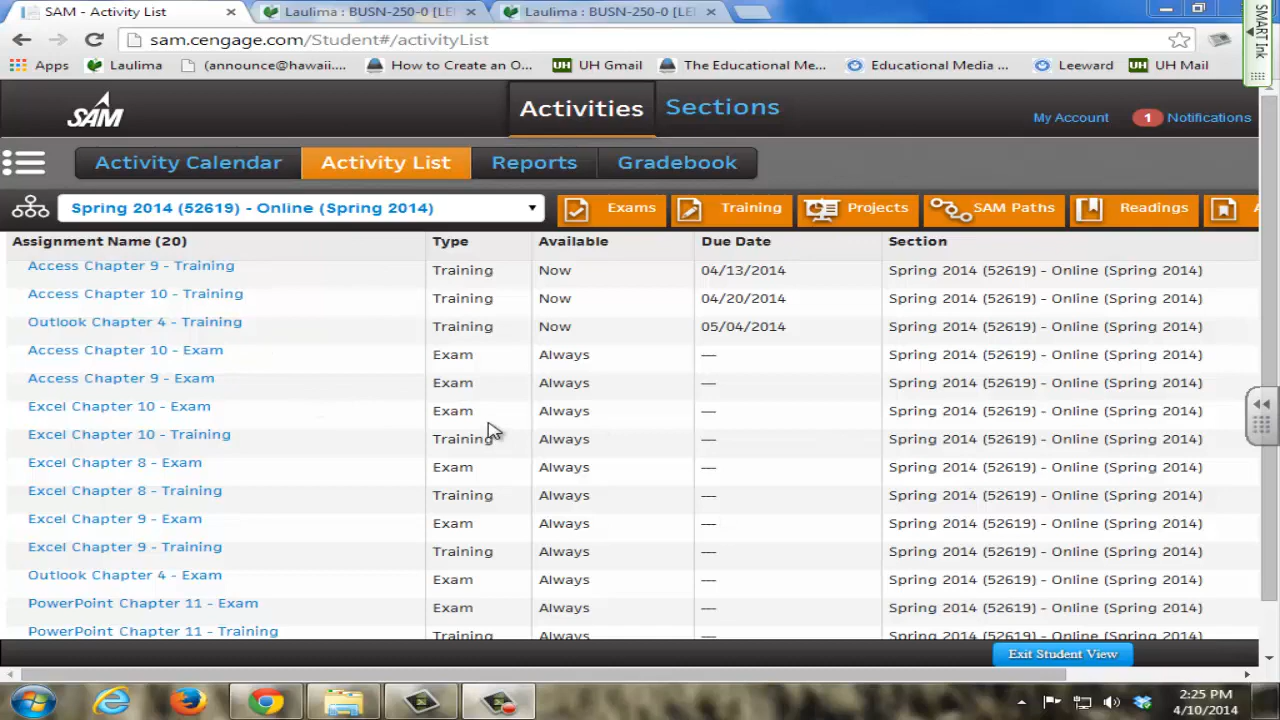 SAM - Activity List
Laulima : BUSN-250-0 [LE
Laulima : BUSN-250-0 [LE
SMART Ink
sam.cengage.com/Student#/activityList
Apps
Laulima
(announce@hawaii....
How to Create an O...
UH UH Gmail
The Educational Me...
Educational Media ...
Leeward
UH UH Mail
SAM
Activities
Sections
My Account
1 Notifications
Activity Calendar
Activity List
Reports
Gradebook
Spring 2014 (52619) - Online (Spring 2014)
Exams
Training
Projects
SAM Paths
Readings
Assignment Name (20) Type Available Due Date Section
Access Chapter 9 - Training Training Now 04/13/2014 Spring 2014 (52619) - Online (Spring 2014)
Access Chapter 10 - Training Training Now 04/20/2014 Spring 2014 (52619) - Online (Spring 2014)
Outlook Chapter 4 - Training Training Now 05/04/2014 Spring 2014 (52619) - Online (Spring 2014)
Access Chapter 10 - Exam Exam Always — Spring 2014 (52619) - Online (Spring 2014)
Access Chapter 9 - Exam Exam Always — Spring 2014 (52619) - Online (Spring 2014)
Excel Chapter 10 - Exam Exam Always — Spring 2014 (52619) - Online (Spring 2014)
Excel Chapter 10 - Training Training Always — Spring 2014 (52619) - Online (Spring 2014)
Excel Chapter 8 - Exam Exam Always — Spring 2014 (52619) - Online (Spring 2014)
Excel Chapter 8 - Training Training Always — Spring 2014 (52619) - Online (Spring 2014)
Excel Chapter 9 - Exam Exam Always — Spring 2014 (52619) - Online (Spring 2014)
Excel Chapter 9 - Training Training Always — Spring 2014 (52619) - Online (Spring 2014)
Outlook Chapter 4 - Exam Exam Always — Spring 2014 (52619) - Online (Spring 2014)
PowerPoint Chapter 11 - Exam Exam Always — Spring 2014 (52619) - Online (Spring 2014)
PowerPoint Chapter 11 - Training Training Always — Spring 2014 (52619) - Online (Spring 2014)
Exit Student View
2:25 PM
4/10/2014